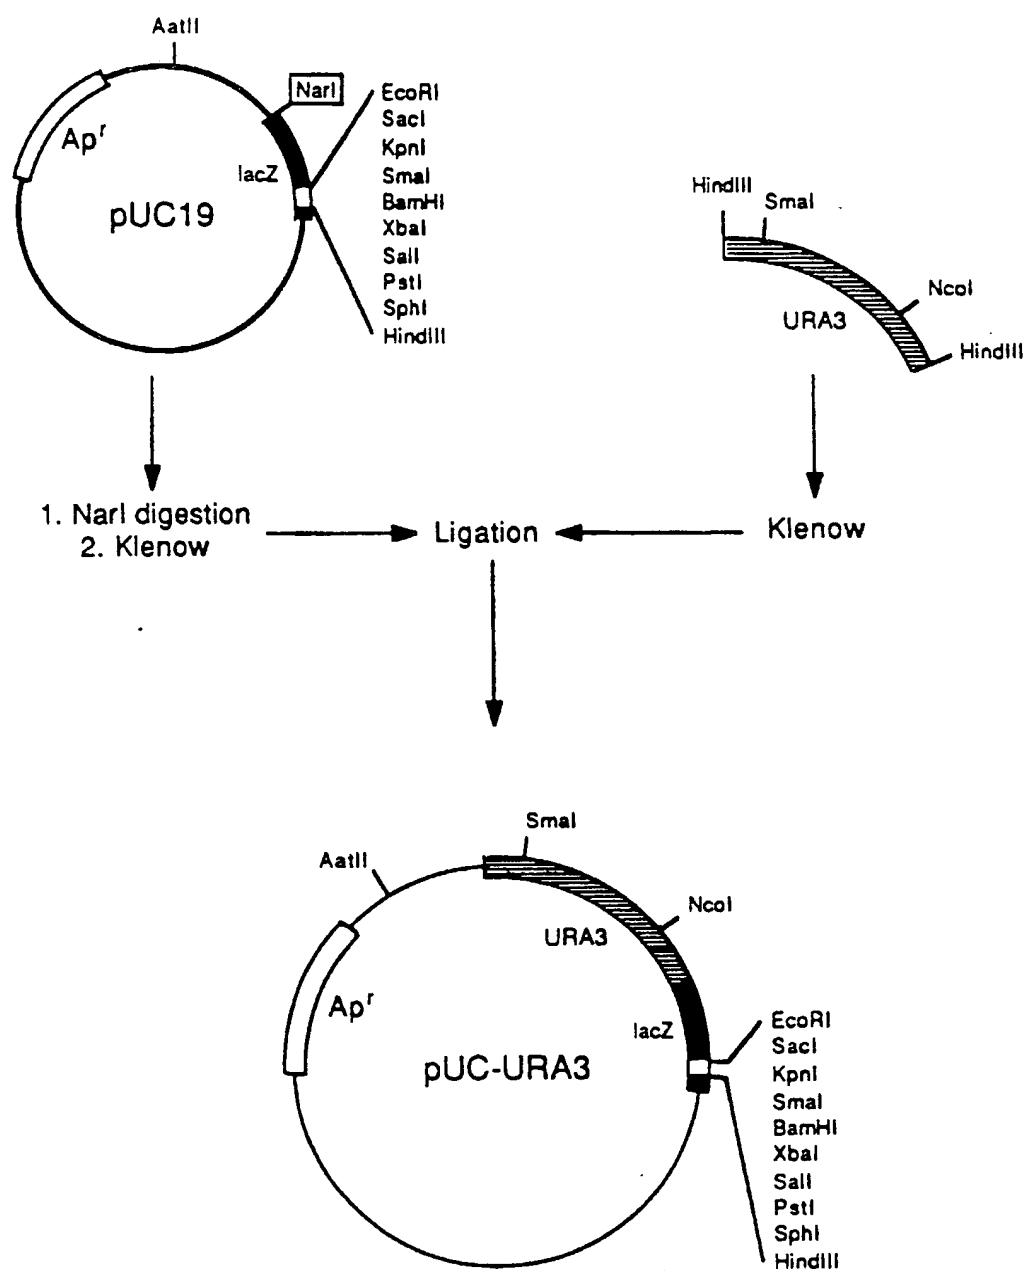 AatII
NarI
EcoRI
SacI
KpnI
SmaI
BamHI
XbaI
SalI
PstI
SphI
HindIII
Apr
lacZ
pUC19
HindIII
SmaI
NcoI
URA3
HindIII
1. NarI digestion
2. Klenow
Ligation
Klenow
SmaI
AatII
NcoI
URA3
Apr
lacZ
pUC-URA3
EcoRI
SacI
KpnI
SmaI
BamHI
XbaI
SalI
PstI
SphI
HindIII